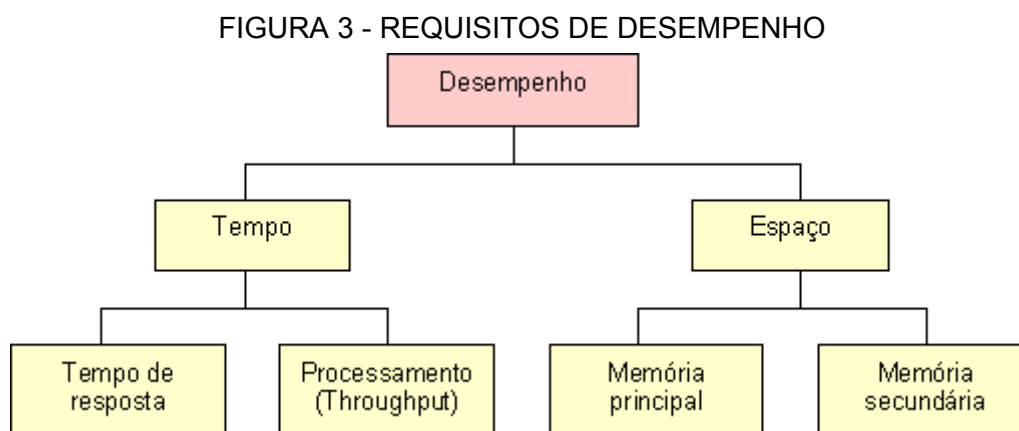 FIGURA 3 - REQUISITOS DE DESEMPENHO
Desempenho
Tempo
Espaço
Tempo de
resposta
Processamento
(Throughput)
Memória
principal
Memória
secundária